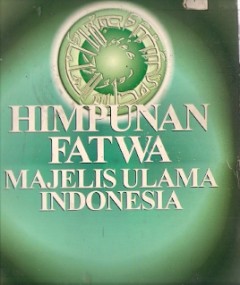 HIMPUNAN
FATWA
MAJELIS ULAMA
INDONESIA